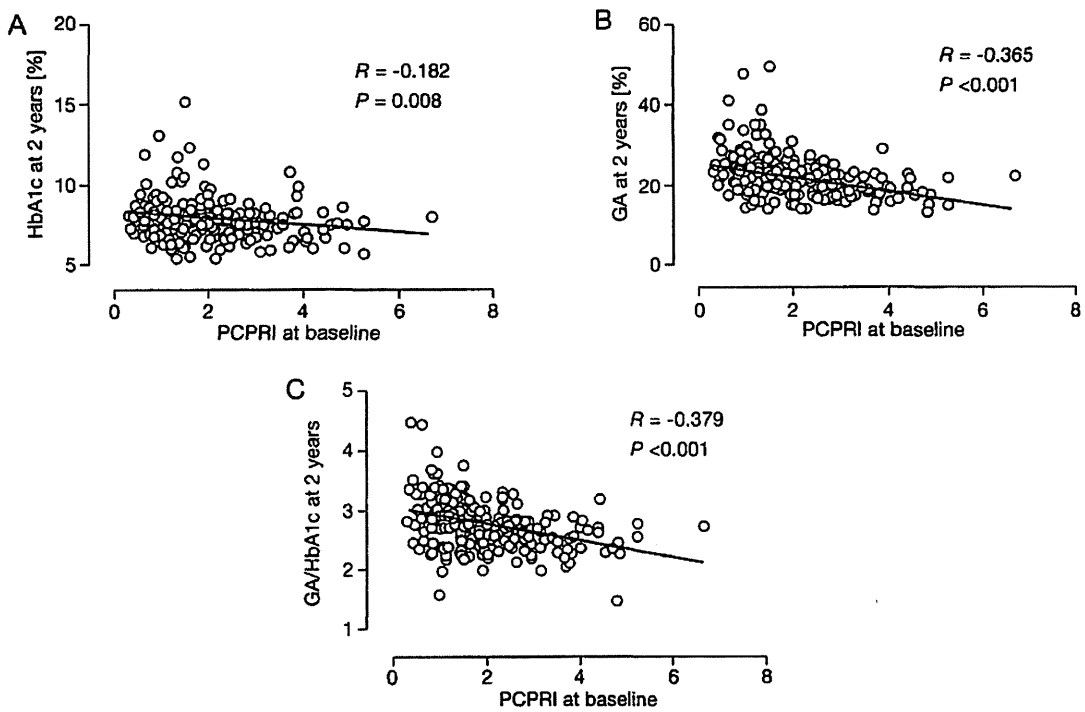 A
HbA1c at 2 years [%]
20
15
10
5
R = -0.182
P = 0.008
0 2 4 6 8
PCPRI at baseline
B
GA at 2 years [%]
60
40
20
0
R = -0.365
P <0.001
0 2 4 6 8
PCPRI at baseline
C
GA/HbA1c at 2 years
5
4
3
2
1
R = -0.379
P <0.001
0 2 4 6 8
PCPRI at baseline